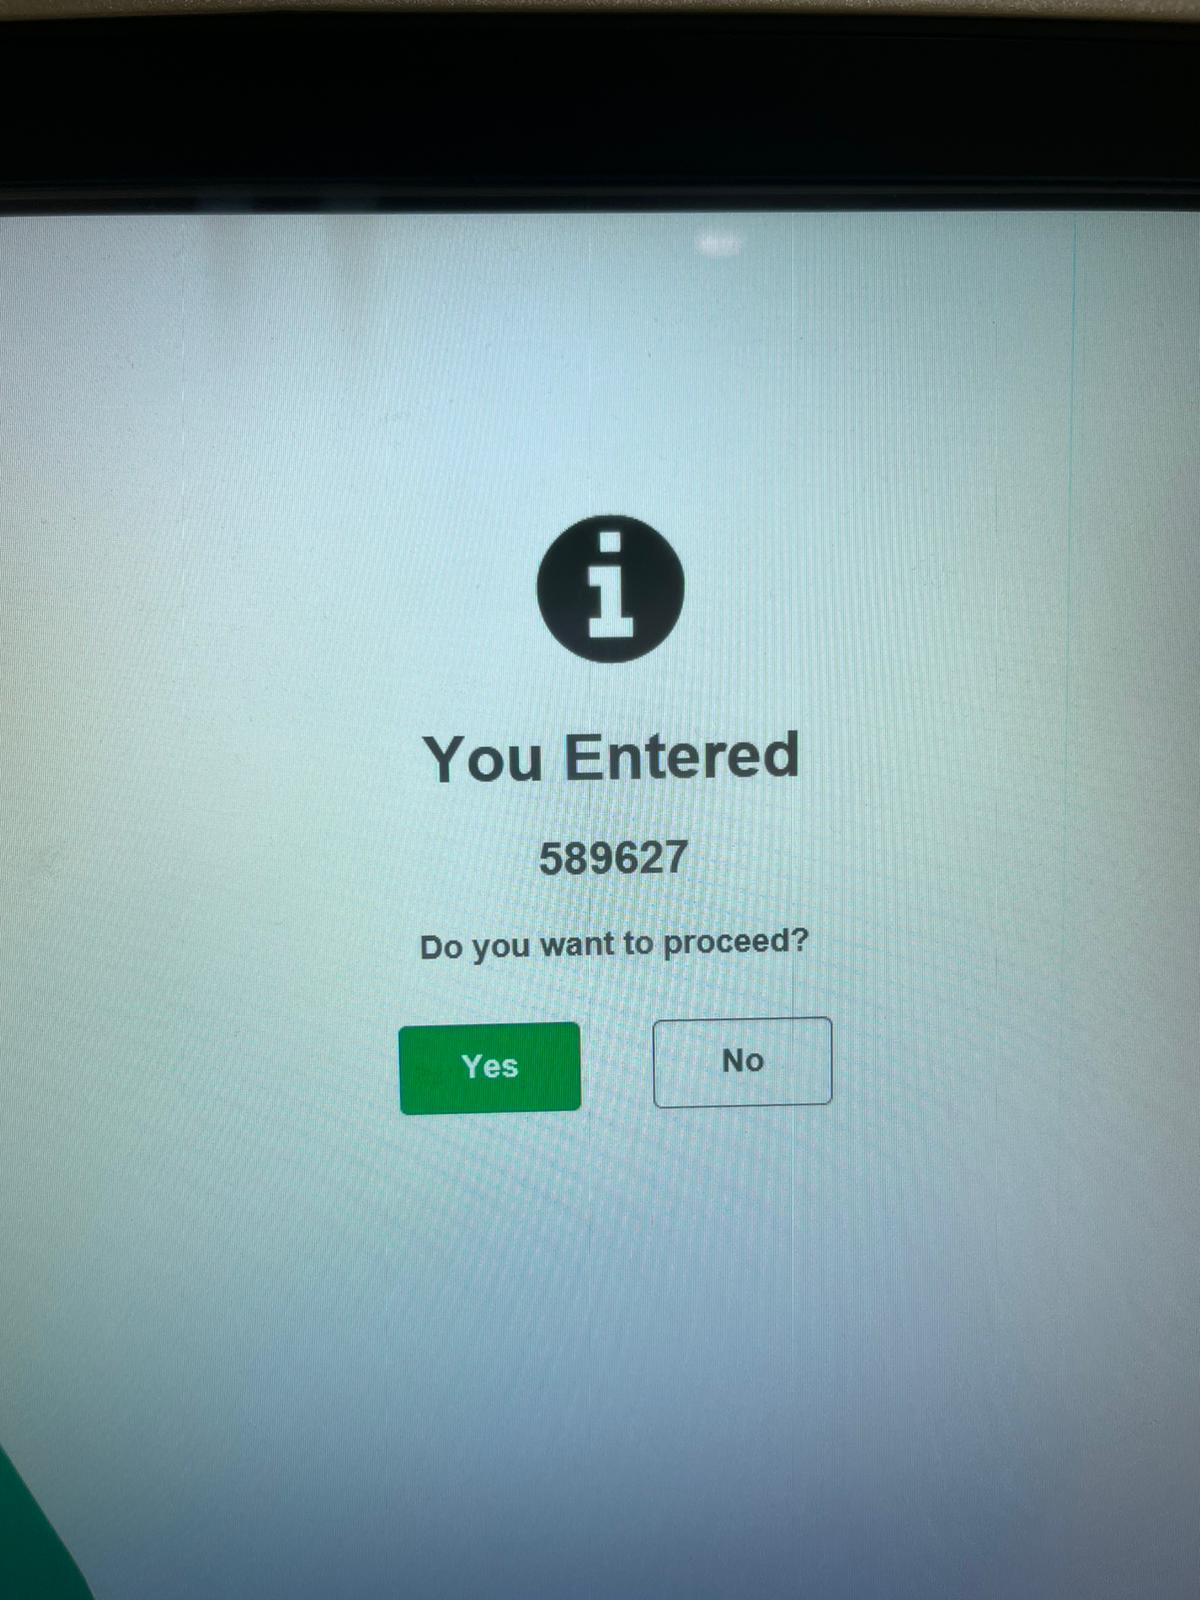 You Entered
589627
Do you want to proceed?
Yes No